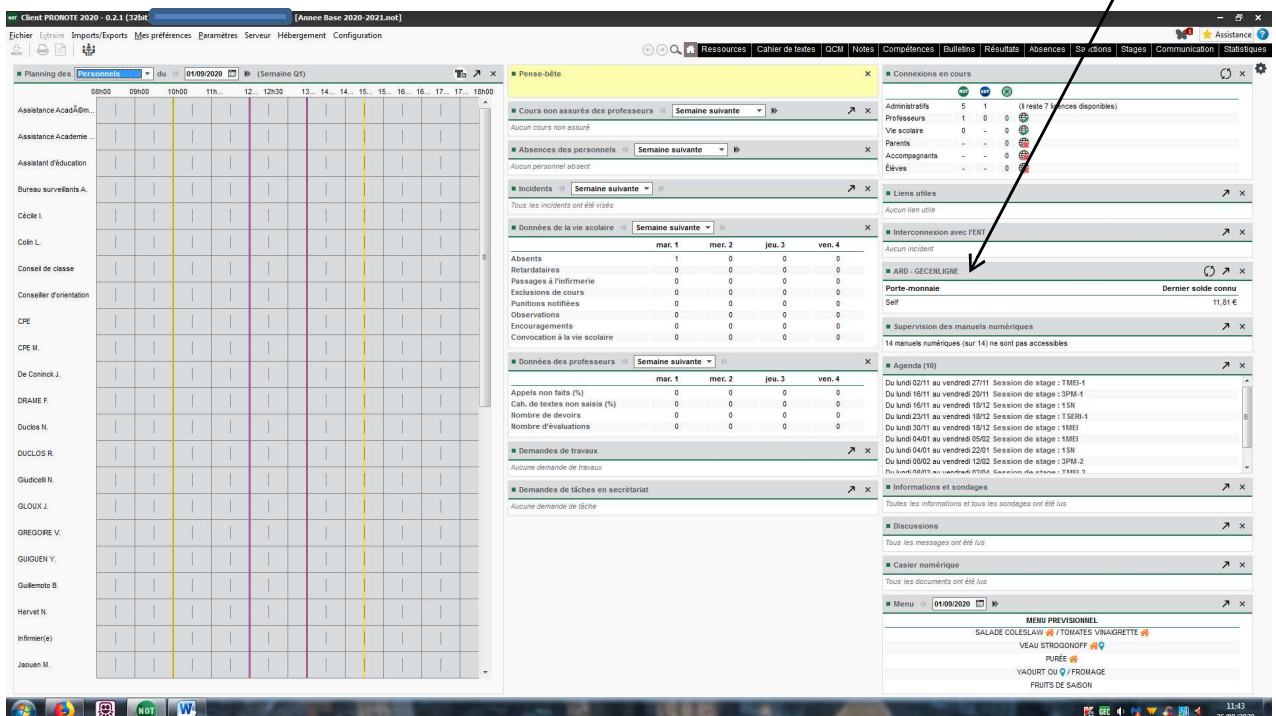 Client PRONOTE 2020 - 0.2.1 (32bit [Annee Base 2020-2021.not]
Fichier Extraire Imports/Exports Mes préférences Paramètres Serveur Hébergement Configuration
Assistance
Ressources Cahier de textes QCM Notes Compétences Bulletins Résultats Absences Sanctions Stages Communication Statistiques
Planning des Personnels du 01/09/2020 (Semaine Q1)
08h00 09h00 10h00 11h... 12... 12h30 13... 14... 14... 15... 15... 16... 16... 17... 17... 18h00
Assistance AcadÃ©m...
Assistance Academie ...
Assistant d'éducation
Bureau surveillants A.
Cécile I.
Colin L.
Conseil de classe
Conseiller d'orientation
CPE
CPE M.
De Coninck J.
DRAME F.
Duclos N.
DUCLOS R.
Giudicelli N.
GLOUX J.
GREGOIRE V.
GUIGUEN Y.
Guillemoto B.
Hervet N.
Infirmier(e)
Jaouen M.
Pense-bête
Cours non assurés des professeurs Semaine suivante
Aucun cours non assuré
Absences des personnels Semaine suivante
Aucun personnel absent
Incidents Semaine suivante
Tous les incidents ont été visés
Données de la vie scolaire Semaine suivante
mar. 1 mer. 2 jeu. 3 ven. 4
Absents 1 0 0 0
Retardataires 0 0 0 0
Passages à l'infirmerie 0 0 0 0
Exclusions de cours 0 0 0 0
Punitions notifiées 0 0 0 0
Observations 0 0 0 0
Encouragements 0 0 0 0
Convocation à la vie scolaire 0 0 0 0
Données des professeurs Semaine suivante
mar. 1 mer. 2 jeu. 3 ven. 4
Appels non faits (%) 0 0 0 0
Cah. de textes non saisis (%) 0 0 0 0
Nombre de devoirs 0 0 0 0
Nombre d'évaluations 0 0 0 0
Demandes de travaux
Aucune demande de travaux
Demandes de tâches en secrétariat
Aucune demande de tâche
Connexions en cours
Administratifs 5 1 (Il reste 7 licences disponibles)
Professeurs 1 0 0
Vie scolaire 0 - 0
Parents - - 0
Accompagnants - - 0
Élèves - - 0
Liens utiles
Aucun lien utile
Interconnexion avec l'ENT
Aucun incident
ARD - GECENLIGNE
Porte-monnaie Dernier solde connu
Self 11,81 €
Supervision des manuels numériques
14 manuels numériques (sur 14) ne sont pas accessibles
Agenda (10)
Du lundi 02/11 au vendredi 27/11 Session de stage : TMEI-1
Du lundi 16/11 au vendredi 20/11 Session de stage : 3PM-1
Du lundi 16/11 au vendredi 18/12 Session de stage : 1SN
Du lundi 23/11 au vendredi 18/12 Session de stage : TSERI-1
Du lundi 30/11 au vendredi 18/12 Session de stage : 1MEI
Du lundi 04/01 au vendredi 05/02 Session de stage : 1MEI
Du lundi 04/01 au vendredi 22/01 Session de stage : 1SN
Du lundi 08/02 au vendredi 12/02 Session de stage : 3PM-2
Informations et sondages
Toutes les informations et tous les sondages ont été lus
Discussions
Tous les messages ont été lus
Casier numérique
Tous les documents ont été lus
Menu 01/09/2020
MENU PREVISIONNEL
SALADE COLESLAW / TOMATES VINAIGRETTE
VEAU STROGONOFF
PURÉE
YAOURT OU / FROMAGE
FRUITS DE SAISON
NOT W GEC 11:43